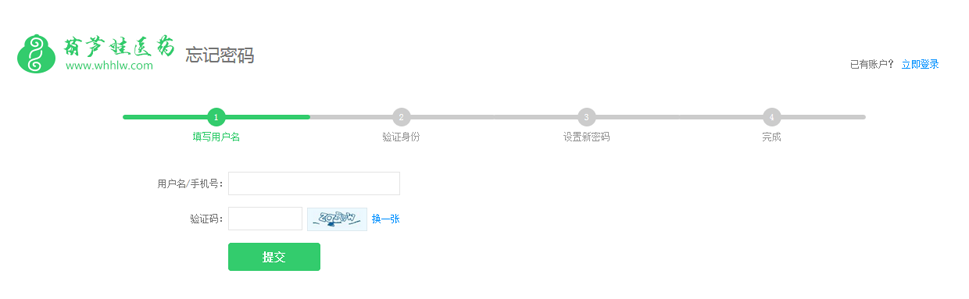 葫芦娃医药
www.whhlw.com
忘记密码
已有账户？ 立即登录
1 2 3 4
填写用户名 验证身份 设置新密码 完成
用户名/手机号：
验证码： 换一张
提交